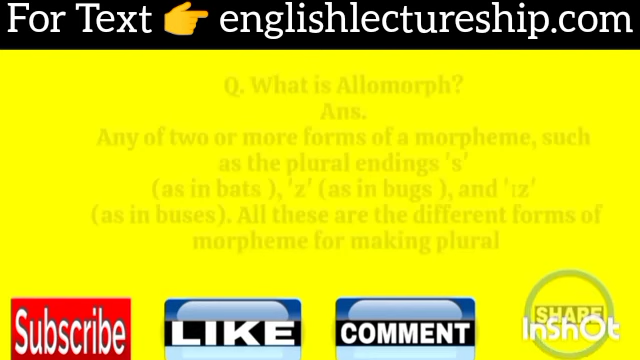 For Text 👉 englishlectureship.com
Q. What is Allomorph?
Ans.
Any of two or more forms of a morpheme, such
as the plural endings 's'
(as in bats ), 'z' (as in bugs ), and 'ɪz'
(as in buses). All these are the different forms of
morpheme for making plural
Subscribe
LIKE
COMMENT
SHARE
InShOt